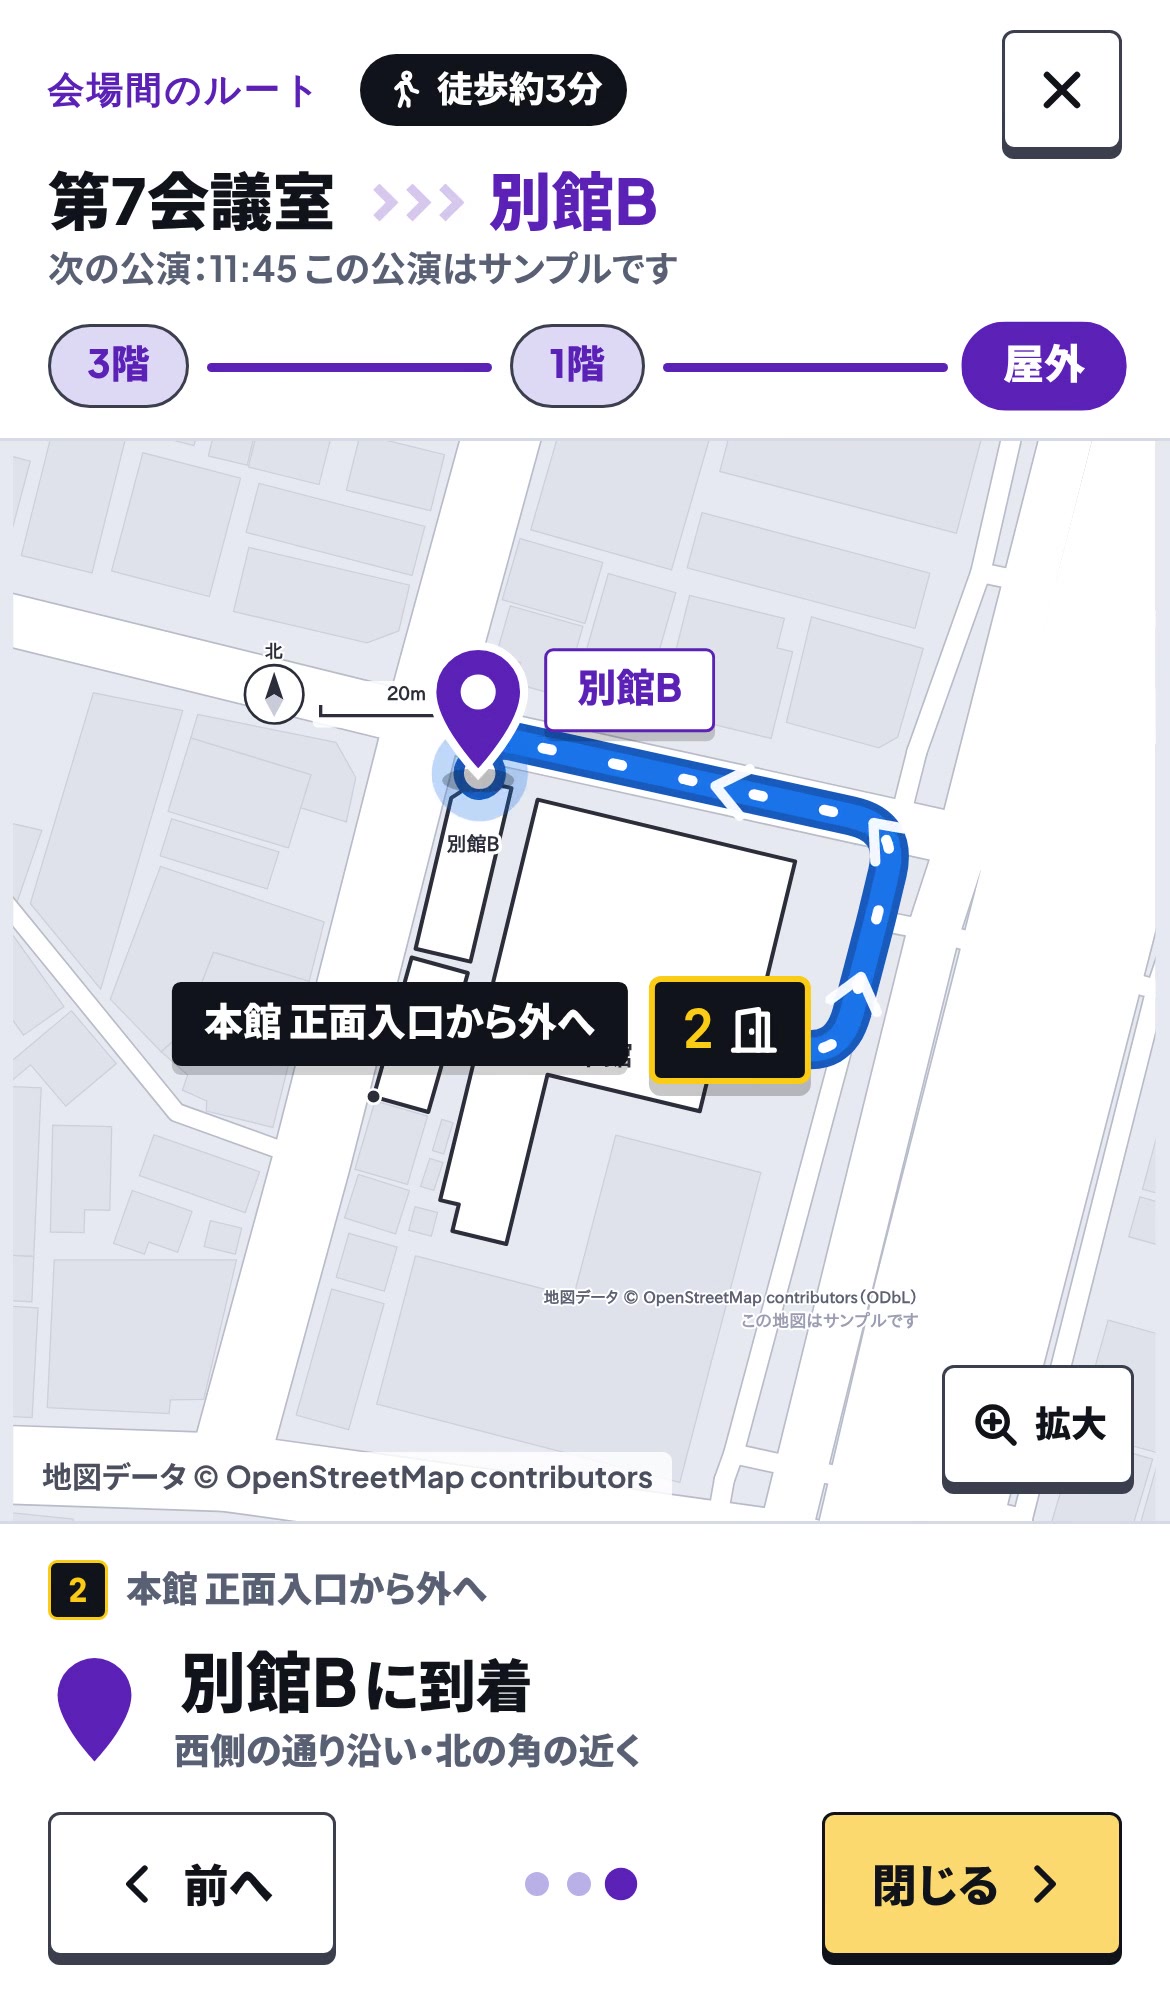 会場間のルート
徒歩約3分
第7会議室 >>> 別館B
次の公演：11:45 この公演はサンプルです
3階
1階
屋外
北
20m
別館B
別館B
本館 正面入口から外へ
2
地図データ © OpenStreetMap contributors (ODbL)
この地図はサンプルです
拡大
地図データ © OpenStreetMap contributors
2 本館 正面入口から外へ
別館Bに到着
西側の通り沿い・北の角の近く
前へ
閉じる